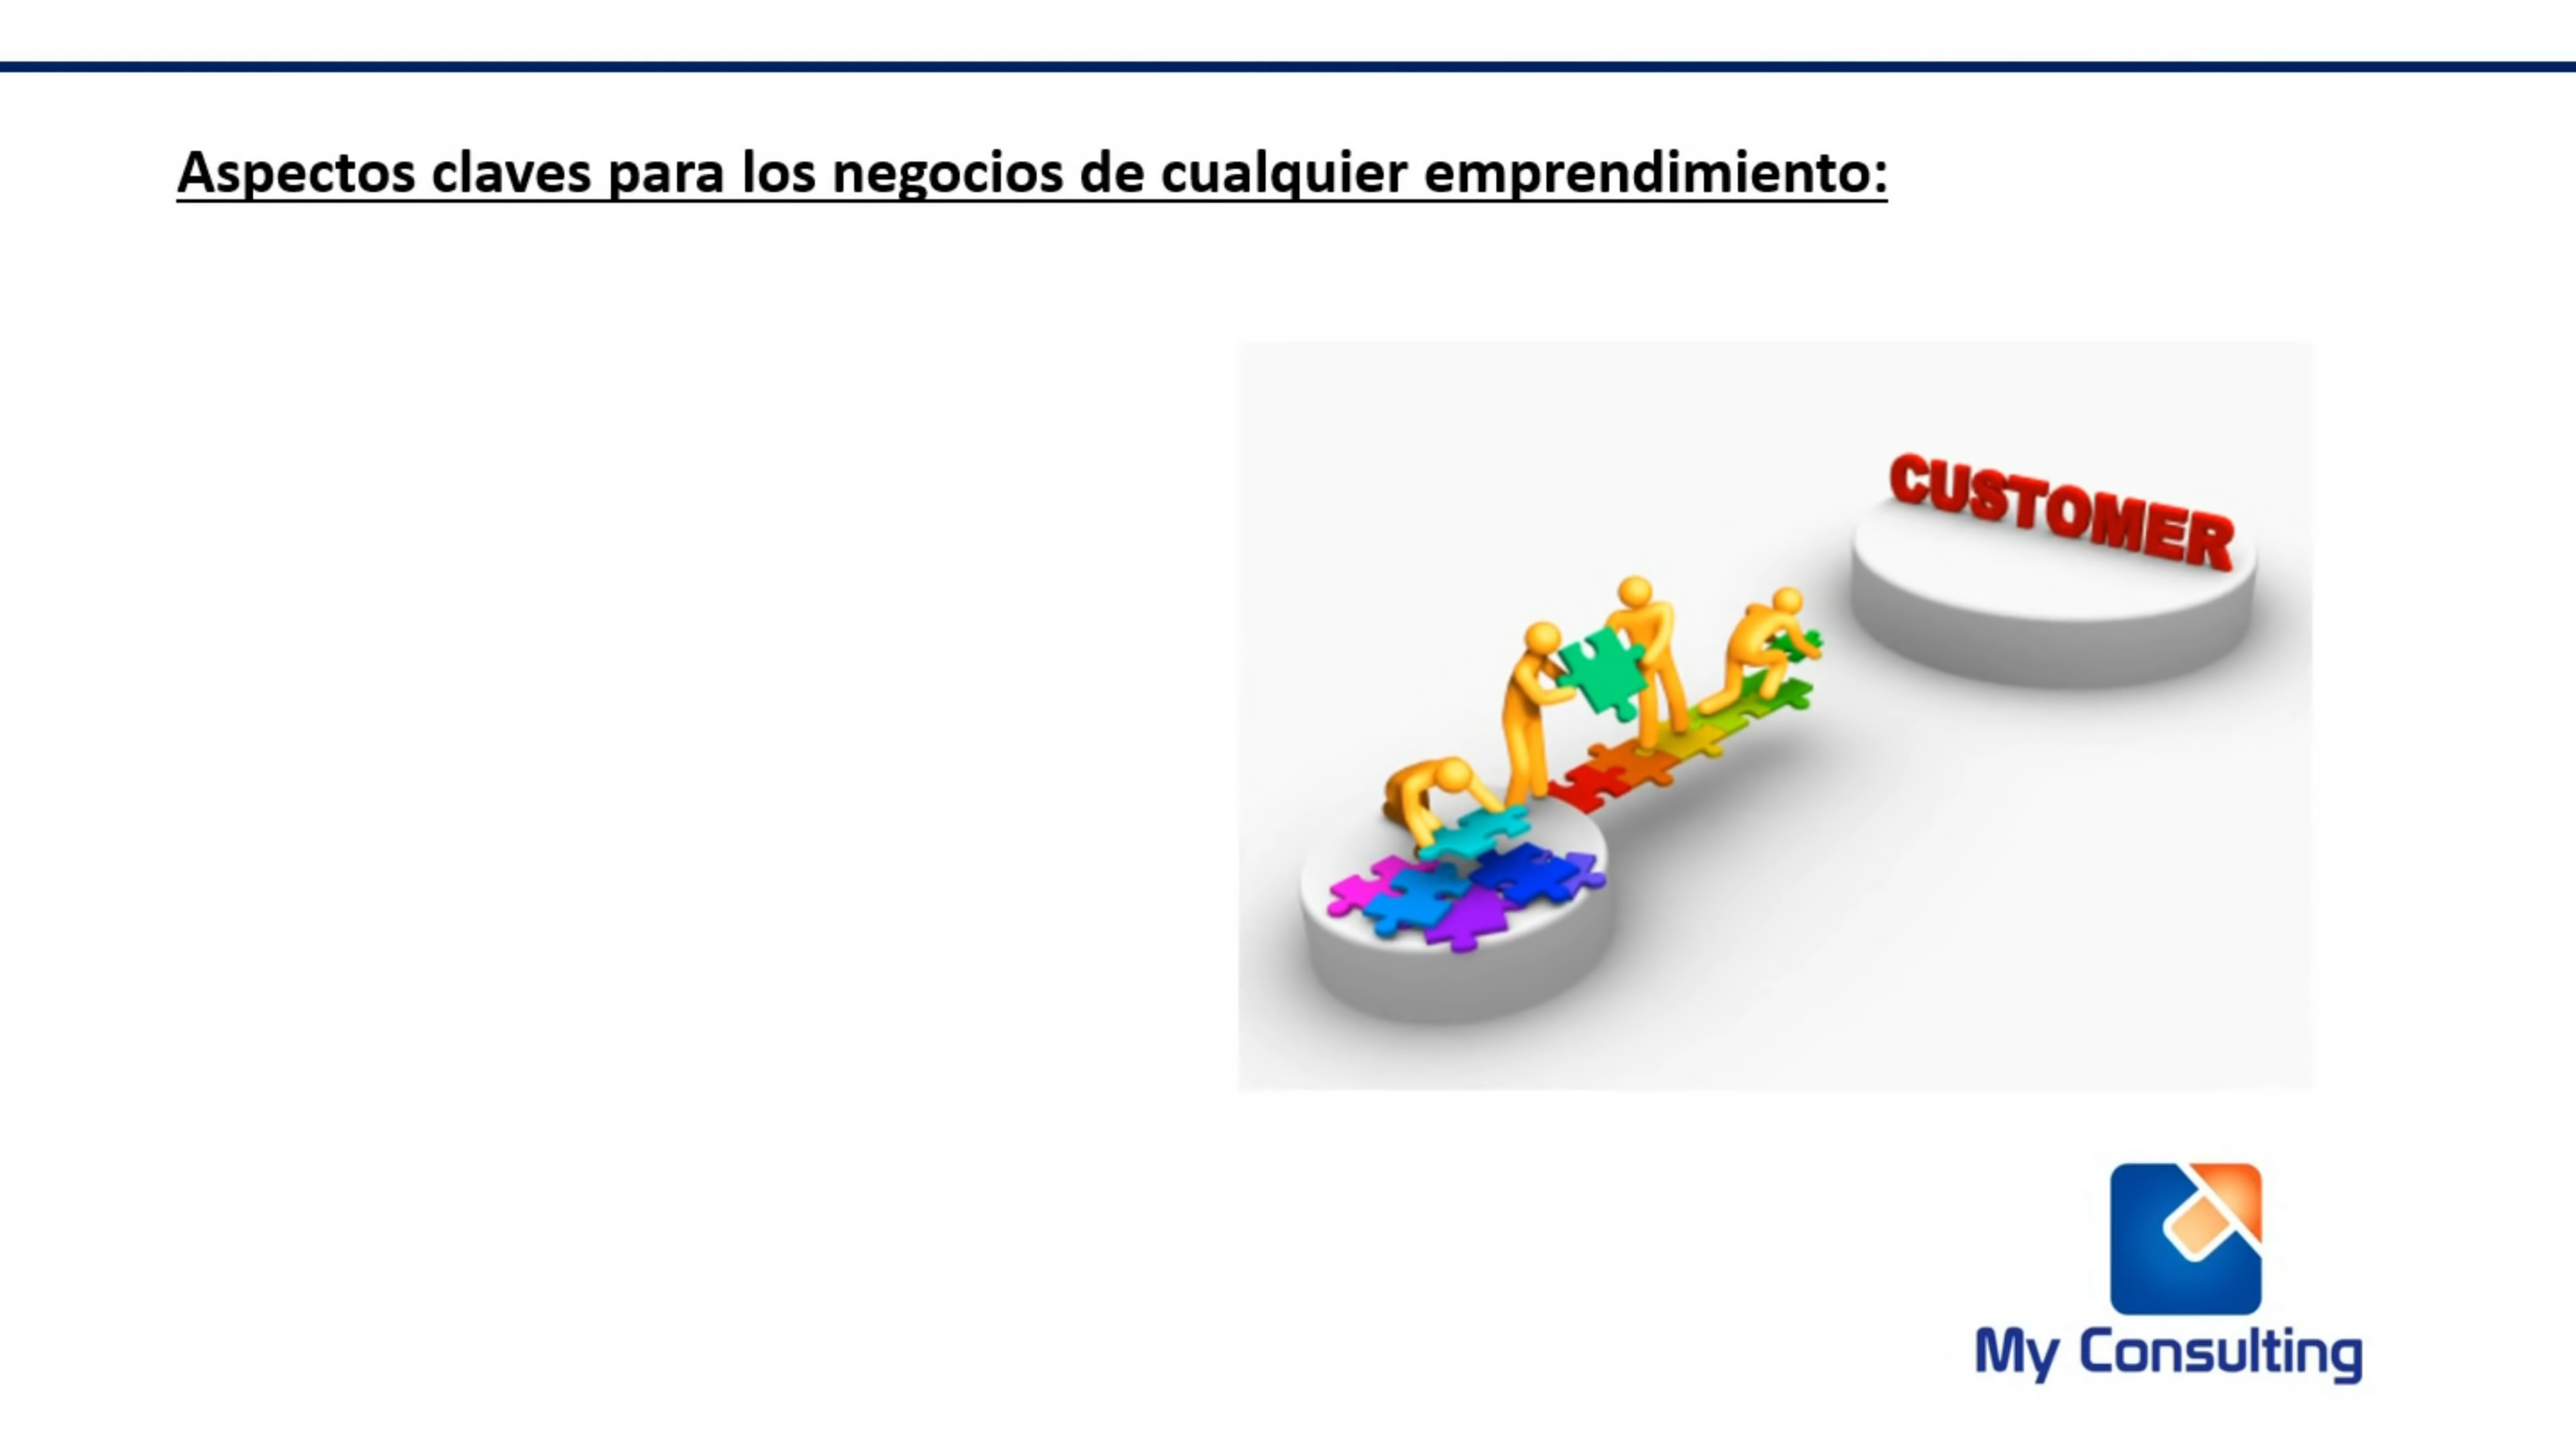 Aspectos claves para los negocios de cualquier emprendimiento:
CUSTOMER
My Consulting